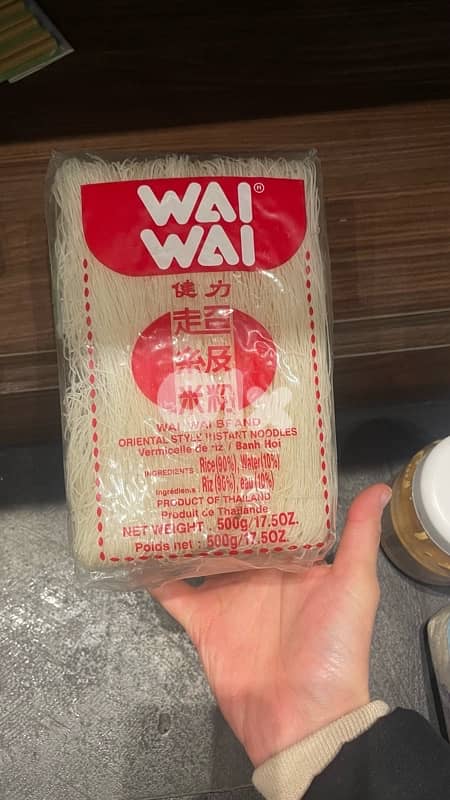 WAI®
WAI
健力
超
級
米粉
WAI WAI BRAND
ORIENTAL STYLE INSTANT NOODLES
Vermicelle de riz / Banh Hoi
INGREDIENTS : Rice(90%), Water(10%)
Ingrédients : Riz (90%), eau(10%)
PRODUCT OF THAILAND
Produit de Thaïlande
NET WEIGHT . 500g/17.5OZ.
Poids net : 500g/17.5OZ.